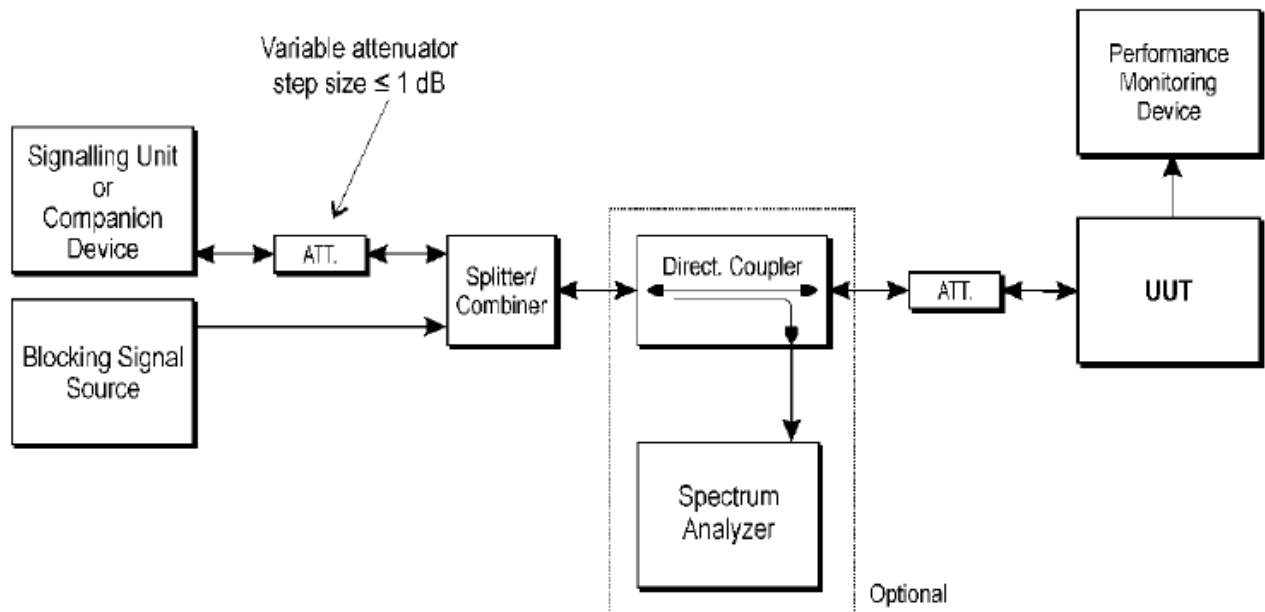 Variable attenuator
step size ≤ 1 dB
Performance
Monitoring
Device
Signalling Unit
or
Companion
Device
ATT.
Splitter/
Combiner
Direct. Coupler
ATT.
UUT
Blocking Signal
Source
Spectrum
Analyzer
Optional